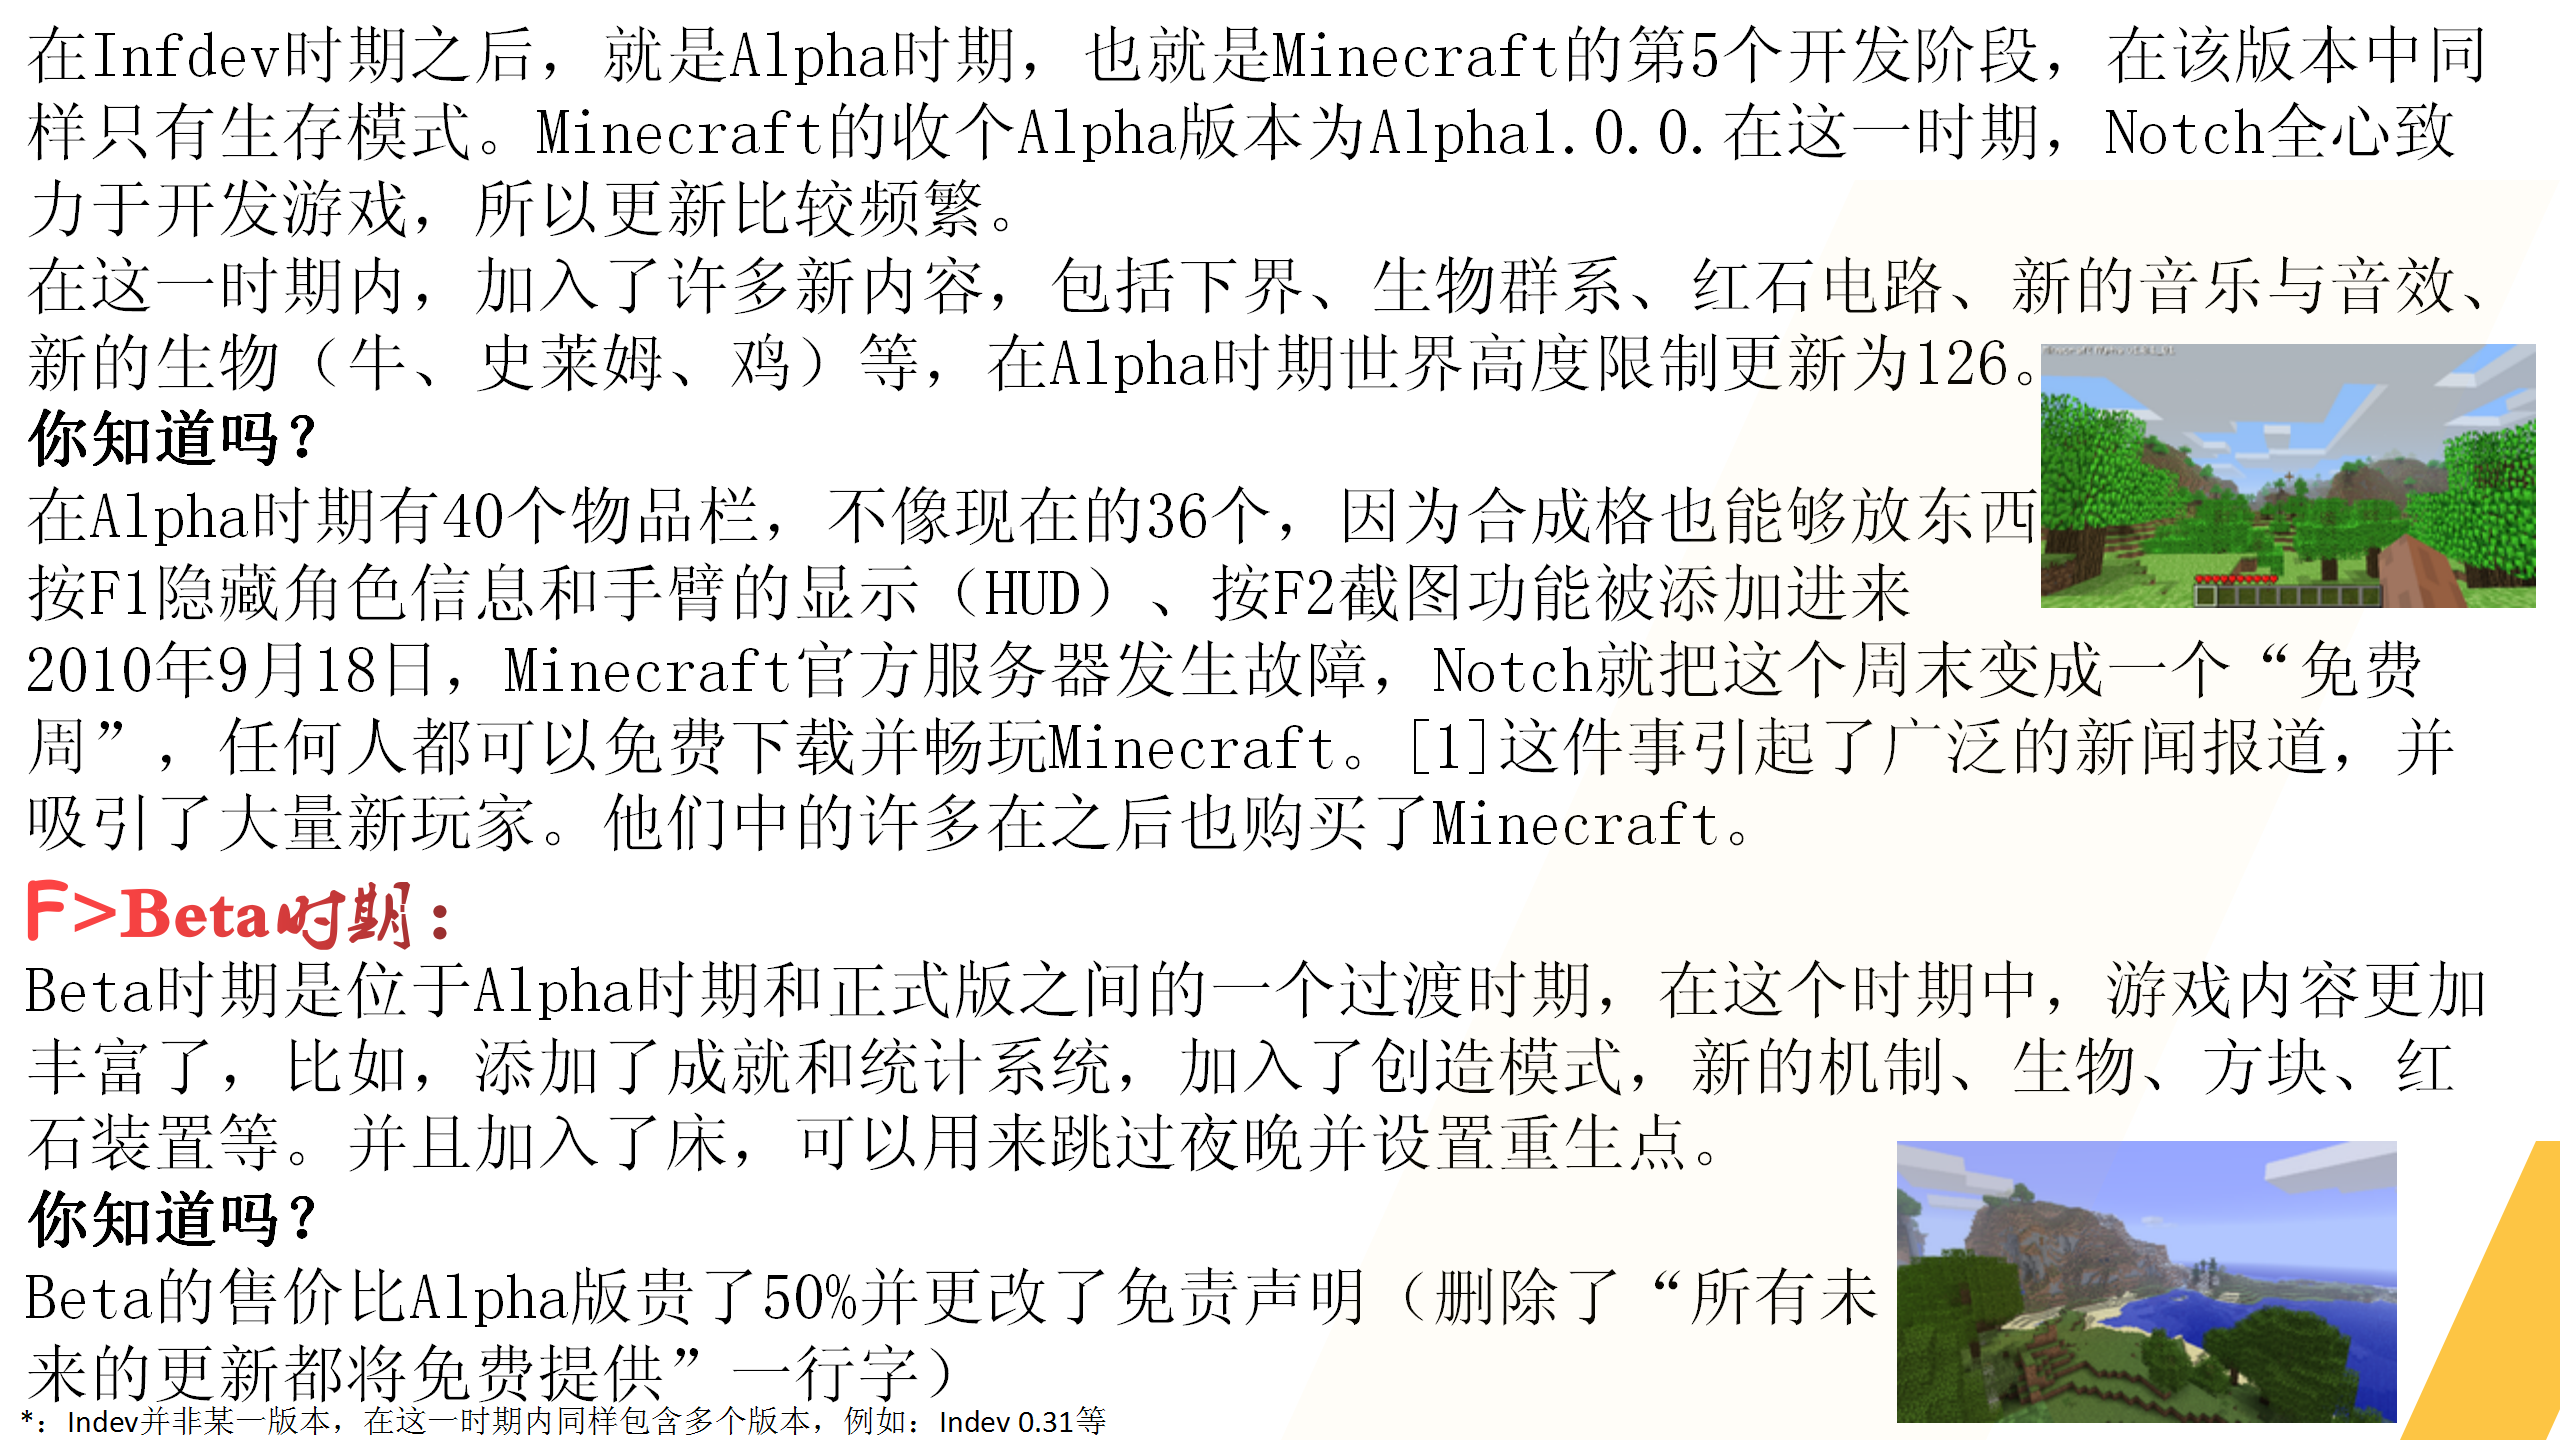 在Infdev时期之后，就是Alpha时期，也就是Minecraft的第5个开发阶段，在该版本中同
样只有生存模式。Minecraft的收个Alpha版本为Alpha1.0.0.在这一时期，Notch全心致
力于开发游戏，所以更新比较频繁。
在这一时期内，加入了许多新内容，包括下界、生物群系、红石电路、新的音乐与音效、
新的生物（牛、史莱姆、鸡）等，在Alpha时期世界高度限制更新为126。
你知道吗？
在Alpha时期有40个物品栏，不像现在的36个，因为合成格也能够放东西
按F1隐藏角色信息和手臂的显示（HUD）、按F2截图功能被添加进来
2010年9月18日，Minecraft官方服务器发生故障，Notch就把这个周末变成一个“免费
周”，任何人都可以免费下载并畅玩Minecraft。[1]这件事引起了广泛的新闻报道，并
吸引了大量新玩家。他们中的许多在之后也购买了Minecraft。
F>Beta时期：
Beta时期是位于Alpha时期和正式版之间的一个过渡时期，在这个时期中，游戏内容更加
丰富了，比如，添加了成就和统计系统，加入了创造模式，新的机制、生物、方块、红
石装置等。并且加入了床，可以用来跳过夜晚并设置重生点。
你知道吗？
Beta的售价比Alpha版贵了50%并更改了免责声明（删除了“所有未
来的更新都将免费提供”一行字）
*：Indev并非某一版本，在这一时期内同样包含多个版本，例如：Indev 0.31等